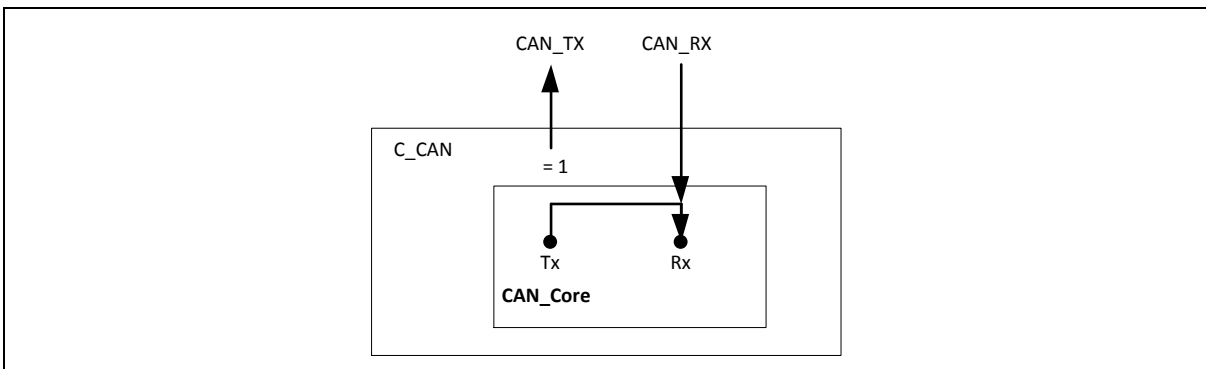 CAN_TX CAN_RX
C_CAN
= 1
Tx Rx
CAN_Core